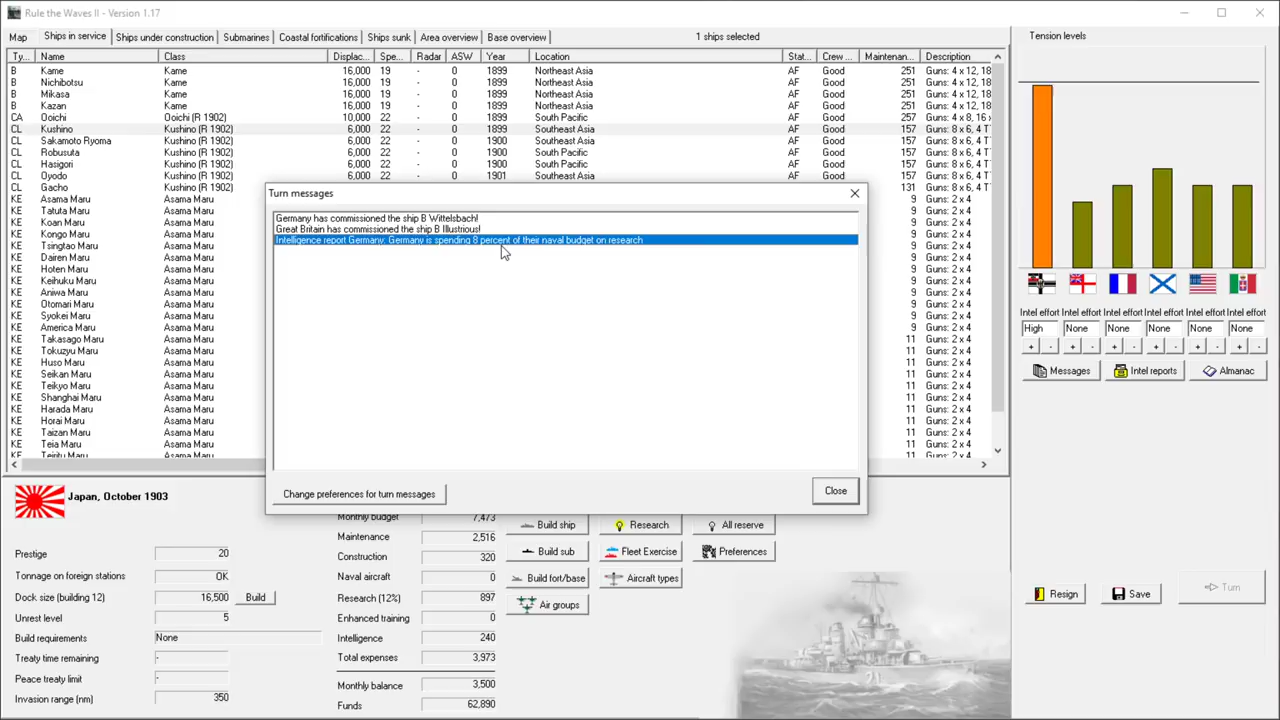 Rule the Waves II - Version 1.17
Map Ships in service Ships under construction Submarines Coastal fortifications Ships sunk Area overview Base overview 1 ships selected
Ty... Name Class Displac... Spe... Radar ASW Year Location Stat... Crew ... Maintenan... Description
B Kame Kame 16,000 19 - 0 1899 Northeast Asia AF Good 251 Guns: 4 x 12, 18
B Nichibotsu Kame 16,000 19 - 0 1899 Northeast Asia AF Good 251 Guns: 4 x 12, 18
B Mikasa Kame 16,000 19 - 0 1899 Northeast Asia AF Good 251 Guns: 4 x 12, 18
B Kazan Kame 16,000 19 - 0 1899 Northeast Asia AF Good 251 Guns: 4 x 12, 18
CA Ooichi Ooichi (R 1902) 10,000 22 - 0 1899 South Pacific AF Good 257 Guns: 4 x 8, 16 x
CL Kushino Kushino (R 1902) 6,000 22 - 0 1899 Southeast Asia AF Good 157 Guns: 8 x 6, 4 T
CL Sakamoto Ryoma Kushino (R 1902) 6,000 22 - 0 1900 Southeast Asia AF Good 157 Guns: 8 x 6, 4 T
CL Robusuta Kushino (R 1902) 6,000 22 - 0 1900 South Pacific AF Good 157 Guns: 8 x 6, 4 T
CL Hasigori Kushino (R 1902) 6,000 22 - 0 1900 South Pacific AF Good 157 Guns: 8 x 6, 4 T
CL Oyodo Kushino (R 1902) 6,000 22 - 0 1901 Southeast Asia AF Good 157 Guns: 8 x 6, 4 T
CL Gacho Kushino (R 1902) 131 Guns: 8 x 6, 4 T
KE Asama Maru Asama Maru 9 Guns: 2 x 4
KE Tatuta Maru Asama Maru 9 Guns: 2 x 4
KE Koan Maru Asama Maru 9 Guns: 2 x 4
KE Kongo Maru Asama Maru 9 Guns: 2 x 4
KE Tsingtao Maru Asama Maru 9 Guns: 2 x 4
KE Dairen Maru Asama Maru 9 Guns: 2 x 4
KE Hoten Maru Asama Maru 9 Guns: 2 x 4
KE Keihuku Maru Asama Maru 9 Guns: 2 x 4
KE Aniwa Maru Asama Maru 9 Guns: 2 x 4
KE Otomari Maru Asama Maru 9 Guns: 2 x 4
KE Syokei Maru Asama Maru 9 Guns: 2 x 4
KE America Maru Asama Maru 9 Guns: 2 x 4
KE Takasago Maru Asama Maru 11 Guns: 2 x 4
KE Tokuzyu Maru Asama Maru 11 Guns: 2 x 4
KE Huso Maru Asama Maru 11 Guns: 2 x 4
KE Seikan Maru Asama Maru 11 Guns: 2 x 4
KE Teikyo Maru Asama Maru 11 Guns: 2 x 4
KE Shanghai Maru Asama Maru 11 Guns: 2 x 4
KE Harada Maru Asama Maru 11 Guns: 2 x 4
KE Horai Maru Asama Maru 11 Guns: 2 x 4
KE Taizan Maru Asama Maru 11 Guns: 2 x 4
KE Teia Maru Asama Maru 11 Guns: 2 x 4
KE Teiritu Maru Asama Maru 11 Guns: 2 x 4
Turn messages
Germany has commissioned the ship B Wittelsbach!
Great Britain has commissioned the ship B Illustrious!
Intelligence report Germany: Germany is spending 8 percent of their naval budget on research
Change preferences for turn messages
Close
Tension levels
Intel effort Intel effort Intel effort Intel effort Intel effort Intel effort
High None None None None None
+ - + - + - + - + - + -
Messages Intel reports Almanac
Japan, October 1903
Prestige 20
Tonnage on foreign stations OK
Dock size (building 12) 16,500 Build
Unrest level 5
Build requirements None
Treaty time remaining -
Peace treaty limit -
Invasion range (nm) 350
Monthly budget 7,473
Maintenance 2,516
Construction 320
Naval aircraft 0
Research (12%) 897
Enhanced training 0
Intelligence 240
Total expenses 3,973
Monthly balance 3,500
Funds 62,890
Build ship Research All reserve
Build sub Fleet Exercise Preferences
Build fort/base Aircraft types
Air groups
Resign Save Turn